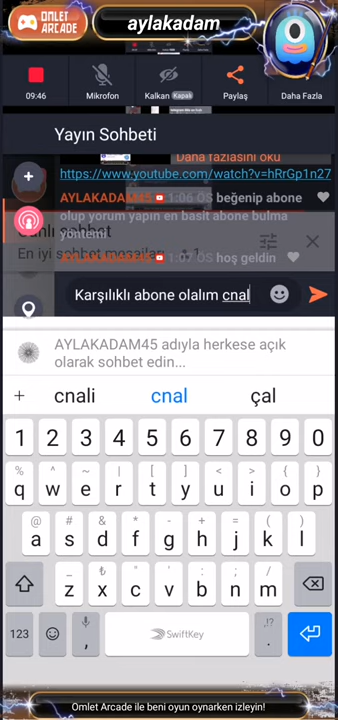 OMLET
ARCADE
aylakadam
09:46
Mikrofon
Kalkan Kapalı
Paylaş
Daha Fazla
Yayın Sohbeti
Daha fazlasını oku
https://www.youtube.com/watch?v=hRrGp1n27
AYLAKADAM45 1:06 ÖS beğenip abone
olup yorum yapın en basit abone bulma
yöntemi
Canlı sohbet
En iyi sohbet mesajları
AYLAKADAM45 1:07 ÖS hoş geldin
Karşılıklı abone olalım cnal
AYLAKADAM45 adıyla herkese açık
olarak sohbet edin...
+ cnali cnal çal
1 2 3 4 5 6 7 8 9 0
% ^ ~ | [ ] < > { }
q w e r t y u i o p
@ # & * - + = ( )
a s d f g h j k l
_ ₺ " ' : ; /
z x c v b n m
123 , SwiftKey ,!? .
Omlet Arcade ile beni oyun oynarken izleyin!